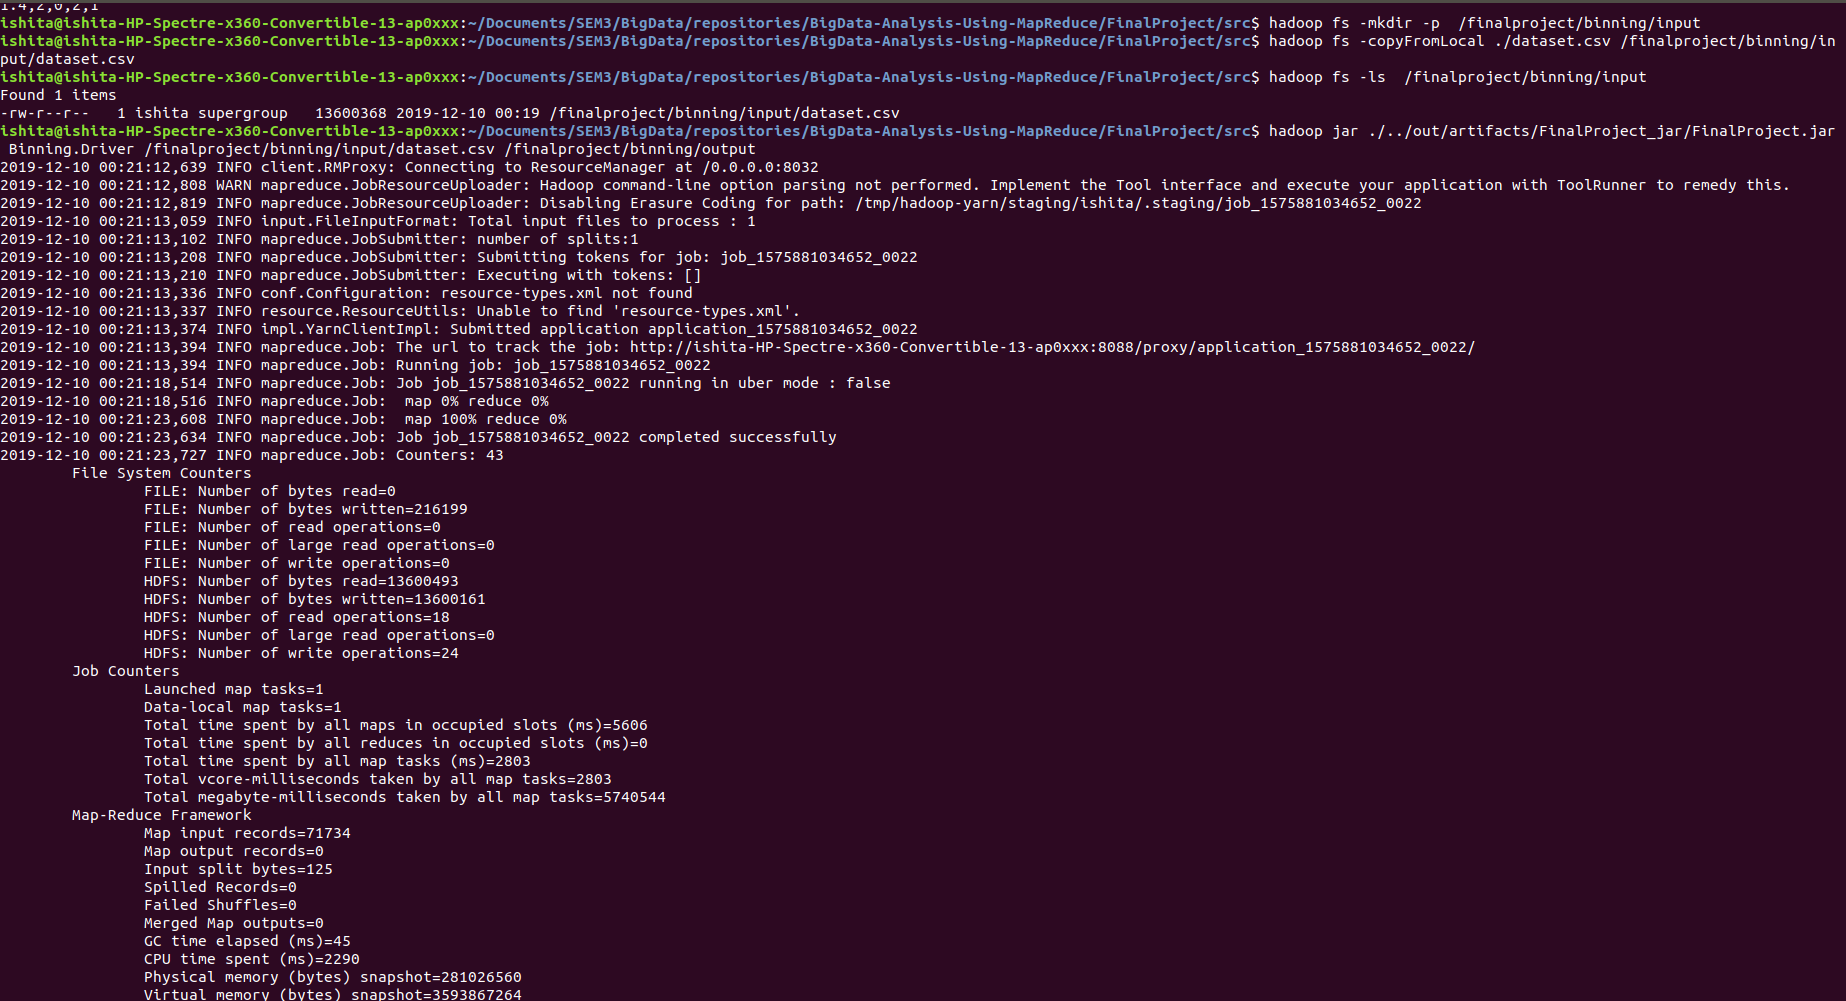 1.4,2,0,2,1
ishita@ishita-HP-Spectre-x360-Convertible-13-ap0xxx:~/Documents/SEM3/BigData/repositories/BigData-Analysis-Using-MapReduce/FinalProject/src$ hadoop fs -mkdir -p  /finalproject/binning/input
ishita@ishita-HP-Spectre-x360-Convertible-13-ap0xxx:~/Documents/SEM3/BigData/repositories/BigData-Analysis-Using-MapReduce/FinalProject/src$ hadoop fs -copyFromLocal ./dataset.csv /finalproject/binning/in
put/dataset.csv
ishita@ishita-HP-Spectre-x360-Convertible-13-ap0xxx:~/Documents/SEM3/BigData/repositories/BigData-Analysis-Using-MapReduce/FinalProject/src$ hadoop fs -ls  /finalproject/binning/input
Found 1 items
-rw-r--r--   1 ishita supergroup   13600368 2019-12-10 00:19 /finalproject/binning/input/dataset.csv
ishita@ishita-HP-Spectre-x360-Convertible-13-ap0xxx:~/Documents/SEM3/BigData/repositories/BigData-Analysis-Using-MapReduce/FinalProject/src$ hadoop jar ./../out/artifacts/FinalProject_jar/FinalProject.jar
 Binning.Driver /finalproject/binning/input/dataset.csv /finalproject/binning/output
2019-12-10 00:21:12,639 INFO client.RMProxy: Connecting to ResourceManager at /0.0.0.0:8032
2019-12-10 00:21:12,808 WARN mapreduce.JobResourceUploader: Hadoop command-line option parsing not performed. Implement the Tool interface and execute your application with ToolRunner to remedy this.
2019-12-10 00:21:12,819 INFO mapreduce.JobResourceUploader: Disabling Erasure Coding for path: /tmp/hadoop-yarn/staging/ishita/.staging/job_1575881034652_0022
2019-12-10 00:21:13,059 INFO input.FileInputFormat: Total input files to process : 1
2019-12-10 00:21:13,102 INFO mapreduce.JobSubmitter: number of splits:1
2019-12-10 00:21:13,208 INFO mapreduce.JobSubmitter: Submitting tokens for job: job_1575881034652_0022
2019-12-10 00:21:13,210 INFO mapreduce.JobSubmitter: Executing with tokens: []
2019-12-10 00:21:13,336 INFO conf.Configuration: resource-types.xml not found
2019-12-10 00:21:13,337 INFO resource.ResourceUtils: Unable to find 'resource-types.xml'.
2019-12-10 00:21:13,374 INFO impl.YarnClientImpl: Submitted application application_1575881034652_0022
2019-12-10 00:21:13,394 INFO mapreduce.Job: The url to track the job: http://ishita-HP-Spectre-x360-Convertible-13-ap0xxx:8088/proxy/application_1575881034652_0022/
2019-12-10 00:21:13,394 INFO mapreduce.Job: Running job: job_1575881034652_0022
2019-12-10 00:21:18,514 INFO mapreduce.Job: Job job_1575881034652_0022 running in uber mode : false
2019-12-10 00:21:18,516 INFO mapreduce.Job:  map 0% reduce 0%
2019-12-10 00:21:23,608 INFO mapreduce.Job:  map 100% reduce 0%
2019-12-10 00:21:23,634 INFO mapreduce.Job: Job job_1575881034652_0022 completed successfully
2019-12-10 00:21:23,727 INFO mapreduce.Job: Counters: 43
        File System Counters
                FILE: Number of bytes read=0
                FILE: Number of bytes written=216199
                FILE: Number of read operations=0
                FILE: Number of large read operations=0
                FILE: Number of write operations=0
                HDFS: Number of bytes read=13600493
                HDFS: Number of bytes written=13600161
                HDFS: Number of read operations=18
                HDFS: Number of large read operations=0
                HDFS: Number of write operations=24
        Job Counters
                Launched map tasks=1
                Data-local map tasks=1
                Total time spent by all maps in occupied slots (ms)=5606
                Total time spent by all reduces in occupied slots (ms)=0
                Total time spent by all map tasks (ms)=2803
                Total vcore-milliseconds taken by all map tasks=2803
                Total megabyte-milliseconds taken by all map tasks=5740544
        Map-Reduce Framework
                Map input records=71734
                Map output records=0
                Input split bytes=125
                Spilled Records=0
                Failed Shuffles=0
                Merged Map outputs=0
                GC time elapsed (ms)=45
                CPU time spent (ms)=2290
                Physical memory (bytes) snapshot=281026560
                Virtual memory (bytes) snapshot=3593867264